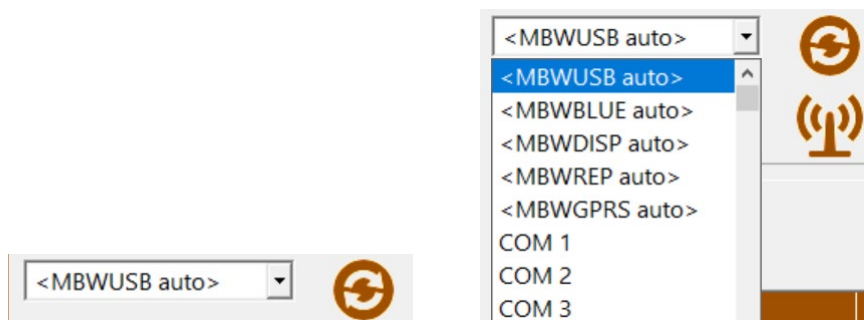 <MBWUSB auto>
<MBWUSB auto>
<MBWUSB auto>
<MBWBLUE auto>
<MBWDISP auto>
<MBWREP auto>
<MBWGPRS auto>
COM 1
COM 2
COM 3